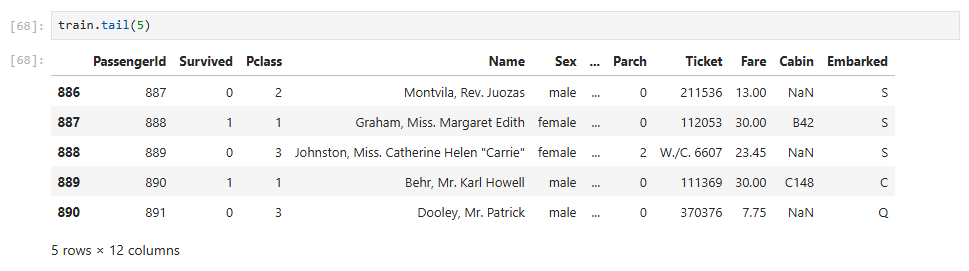 [68]: train.tail(5)
[68]: PassengerId Survived Pclass Name Sex ... Parch Ticket Fare Cabin Embarked
886 887 0 2 Montvila, Rev. Juozas male ... 0 211536 13.00 NaN S
887 888 1 1 Graham, Miss. Margaret Edith female ... 0 112053 30.00 B42 S
888 889 0 3 Johnston, Miss. Catherine Helen "Carrie" female ... 2 W./C. 6607 23.45 NaN S
889 890 1 1 Behr, Mr. Karl Howell male ... 0 111369 30.00 C148 C
890 891 0 3 Dooley, Mr. Patrick male ... 0 370376 7.75 NaN Q
5 rows × 12 columns